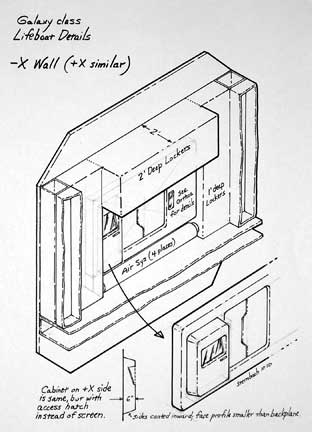 Galaxy class
Lifeboat Details
-X Wall (+X similar)
2'
2' Deep Lockers
See
Orthos
for details
1' deep
Lockers
Air Sys (4 places)
Sternbach
Cabinet on +X side
is same, but with
access hatch
instead of screen.
6"
*sides canted inward; face profile smaller than backplane.